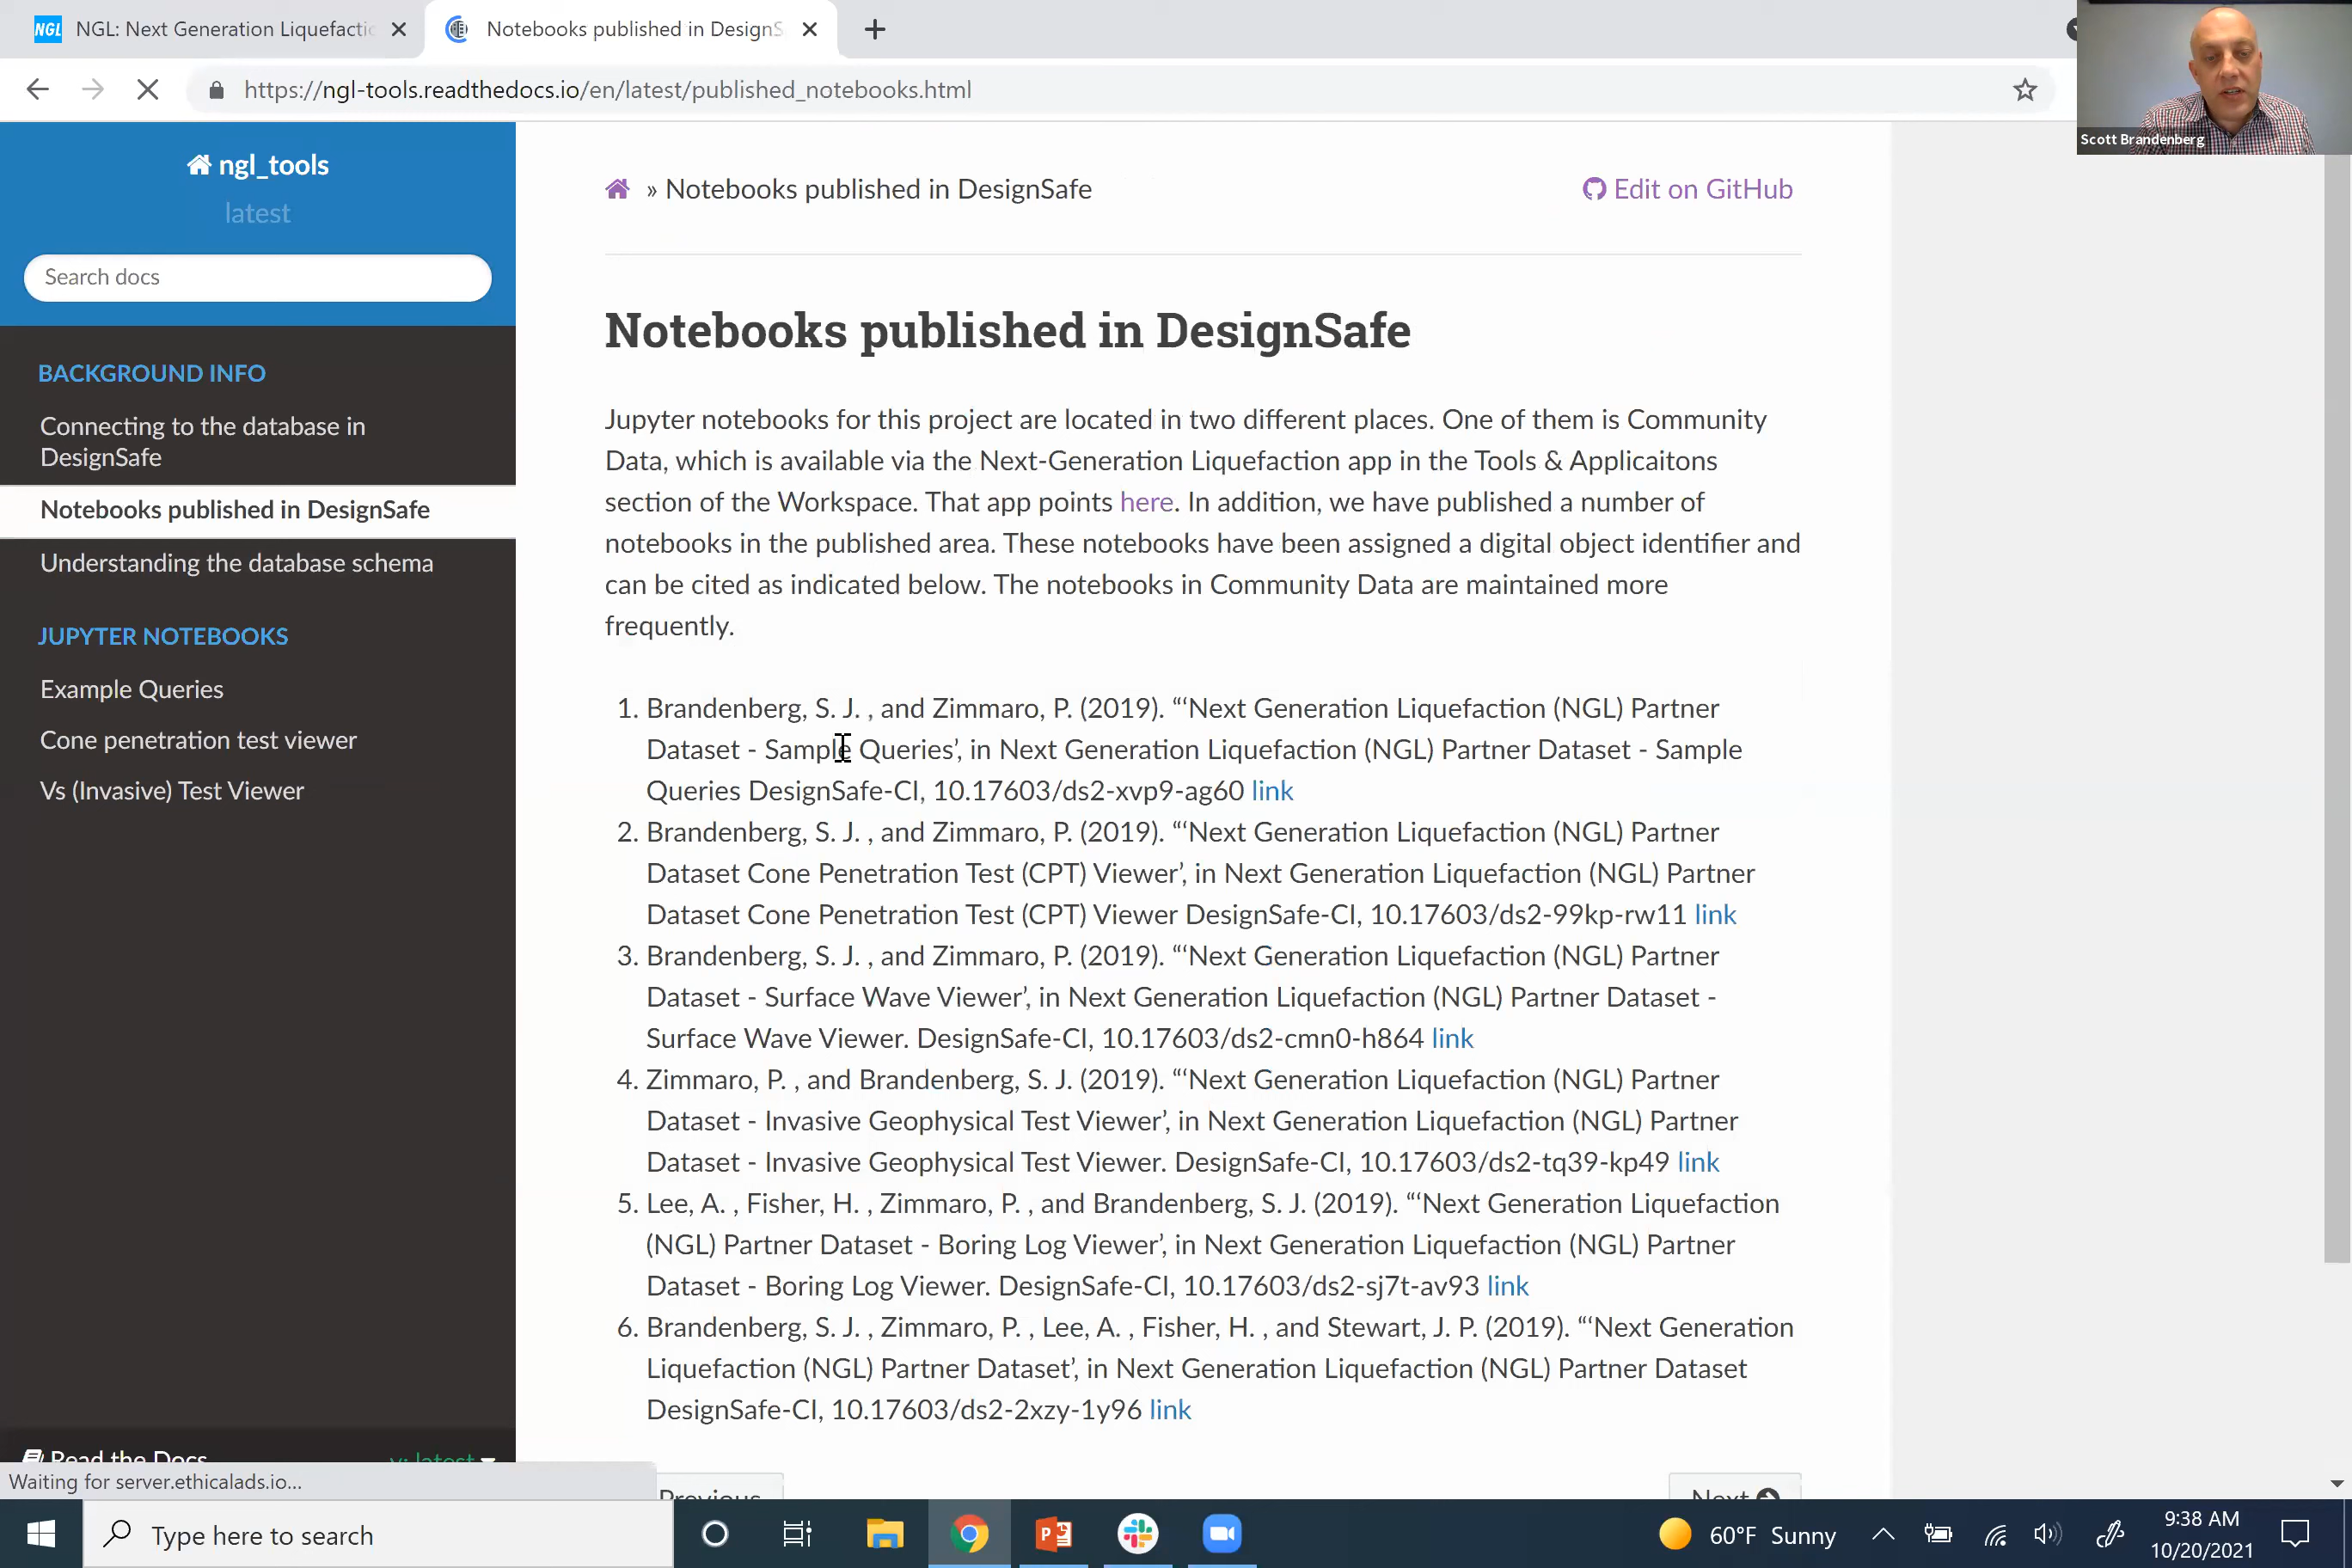 NGL NGL: Next Generation Liquefactic
Notebooks published in DesignS
https://ngl-tools.readthedocs.io/en/latest/published_notebooks.html
Scott Brandenberg
ngl_tools
latest
Search docs
BACKGROUND INFO
Connecting to the database in
DesignSafe
Notebooks published in DesignSafe
Understanding the database schema
JUPYTER NOTEBOOKS
Example Queries
Cone penetration test viewer
Vs (Invasive) Test Viewer
Read the Docs v: latest
Waiting for server.ethicalads.io...
» Notebooks published in DesignSafe
Edit on GitHub
Notebooks published in DesignSafe
Jupyter notebooks for this project are located in two different places. One of them is Community
Data, which is available via the Next-Generation Liquefaction app in the Tools & Applicaitons
section of the Workspace. That app points here. In addition, we have published a number of
notebooks in the published area. These notebooks have been assigned a digital object identifier and
can be cited as indicated below. The notebooks in Community Data are maintained more
frequently.
1. Brandenberg, S. J. , and Zimmaro, P. (2019). “‘Next Generation Liquefaction (NGL) Partner
Dataset - Sample Queries’, in Next Generation Liquefaction (NGL) Partner Dataset - Sample
Queries DesignSafe-CI, 10.17603/ds2-xvp9-ag60 link
2. Brandenberg, S. J. , and Zimmaro, P. (2019). “‘Next Generation Liquefaction (NGL) Partner
Dataset Cone Penetration Test (CPT) Viewer’, in Next Generation Liquefaction (NGL) Partner
Dataset Cone Penetration Test (CPT) Viewer DesignSafe-CI, 10.17603/ds2-99kp-rw11 link
3. Brandenberg, S. J. , and Zimmaro, P. (2019). “‘Next Generation Liquefaction (NGL) Partner
Dataset - Surface Wave Viewer’, in Next Generation Liquefaction (NGL) Partner Dataset -
Surface Wave Viewer. DesignSafe-CI, 10.17603/ds2-cmn0-h864 link
4. Zimmaro, P. , and Brandenberg, S. J. (2019). “‘Next Generation Liquefaction (NGL) Partner
Dataset - Invasive Geophysical Test Viewer’, in Next Generation Liquefaction (NGL) Partner
Dataset - Invasive Geophysical Test Viewer. DesignSafe-CI, 10.17603/ds2-tq39-kp49 link
5. Lee, A. , Fisher, H. , Zimmaro, P. , and Brandenberg, S. J. (2019). “‘Next Generation Liquefaction
(NGL) Partner Dataset - Boring Log Viewer’, in Next Generation Liquefaction (NGL) Partner
Dataset - Boring Log Viewer. DesignSafe-CI, 10.17603/ds2-sj7t-av93 link
6. Brandenberg, S. J. , Zimmaro, P. , Lee, A. , Fisher, H. , and Stewart, J. P. (2019). “‘Next Generation
Liquefaction (NGL) Partner Dataset’, in Next Generation Liquefaction (NGL) Partner Dataset
DesignSafe-CI, 10.17603/ds2-2xzy-1y96 link
Previous
Next
Type here to search
60°F Sunny
9:38 AM
10/20/2021